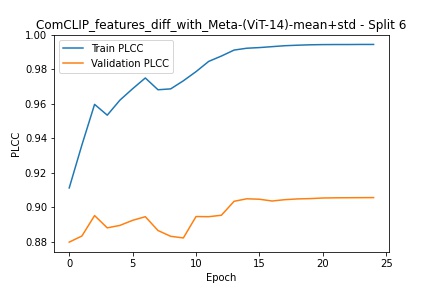 ComCLIP_features_diff_with_Meta-(ViT-14)-mean+std - Split 6
Train PLCC
Validation PLCC
PLCC
1.00
0.98
0.96
0.94
0.92
0.90
0.88
0 5 10 15 20 25
Epoch